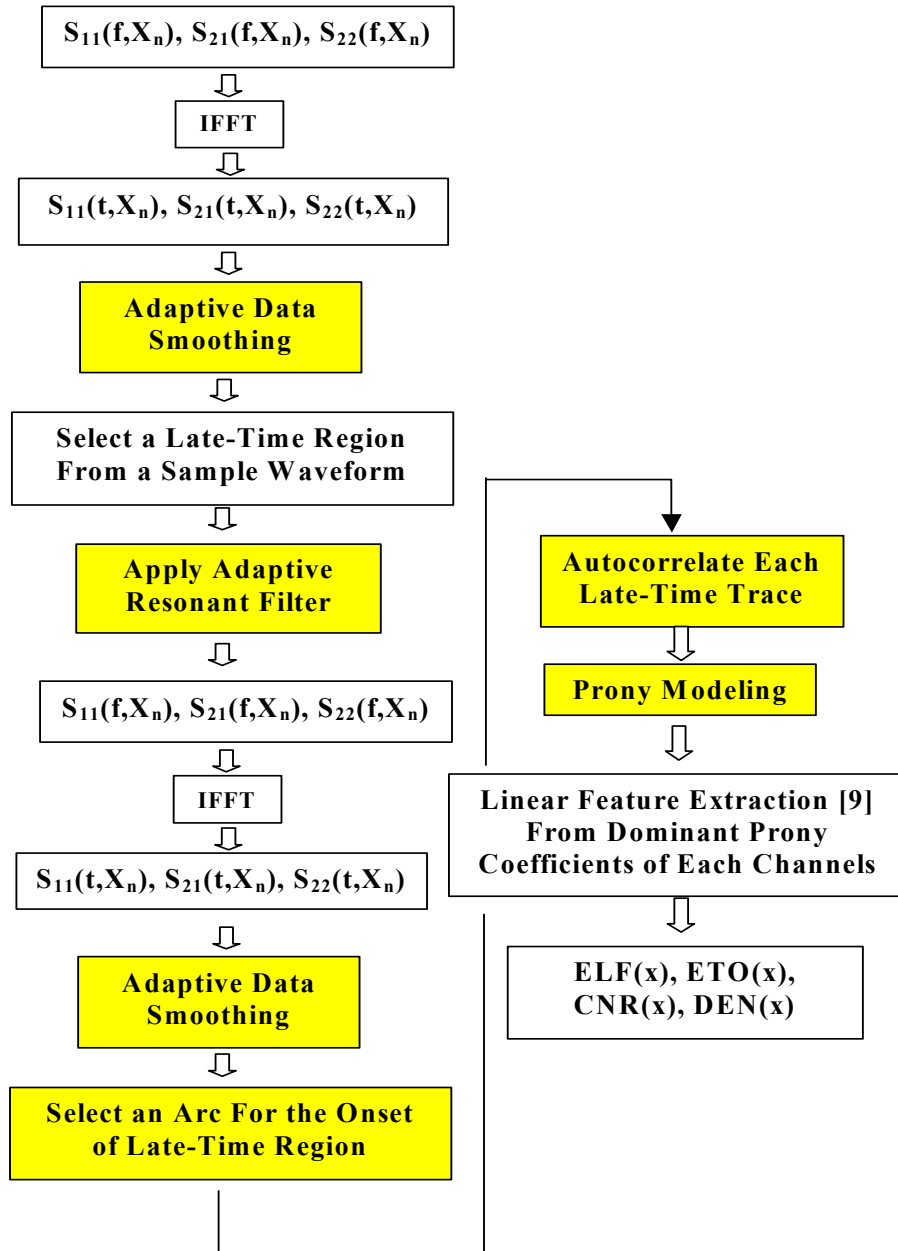 S₁₁(f,Xₙ), S₂₁(f,Xₙ), S₂₂(f,Xₙ)
IFFT
S₁₁(t,Xₙ), S₂₁(t,Xₙ), S₂₂(t,Xₙ)
Adaptive Data
Smoothing
Select a Late-Time Region
From a Sample Waveform
Apply Adaptive
Resonant Filter
S₁₁(f,Xₙ), S₂₁(f,Xₙ), S₂₂(f,Xₙ)
IFFT
S₁₁(t,Xₙ), S₂₁(t,Xₙ), S₂₂(t,Xₙ)
Adaptive Data
Smoothing
Select an Arc For the Onset
of Late-Time Region
Autocorrelate Each
Late-Time Trace
Prony Modeling
Linear Feature Extraction [9]
From Dominant Prony
Coefficients of Each Channels
ELF(x), ETO(x),
CNR(x), DEN(x)